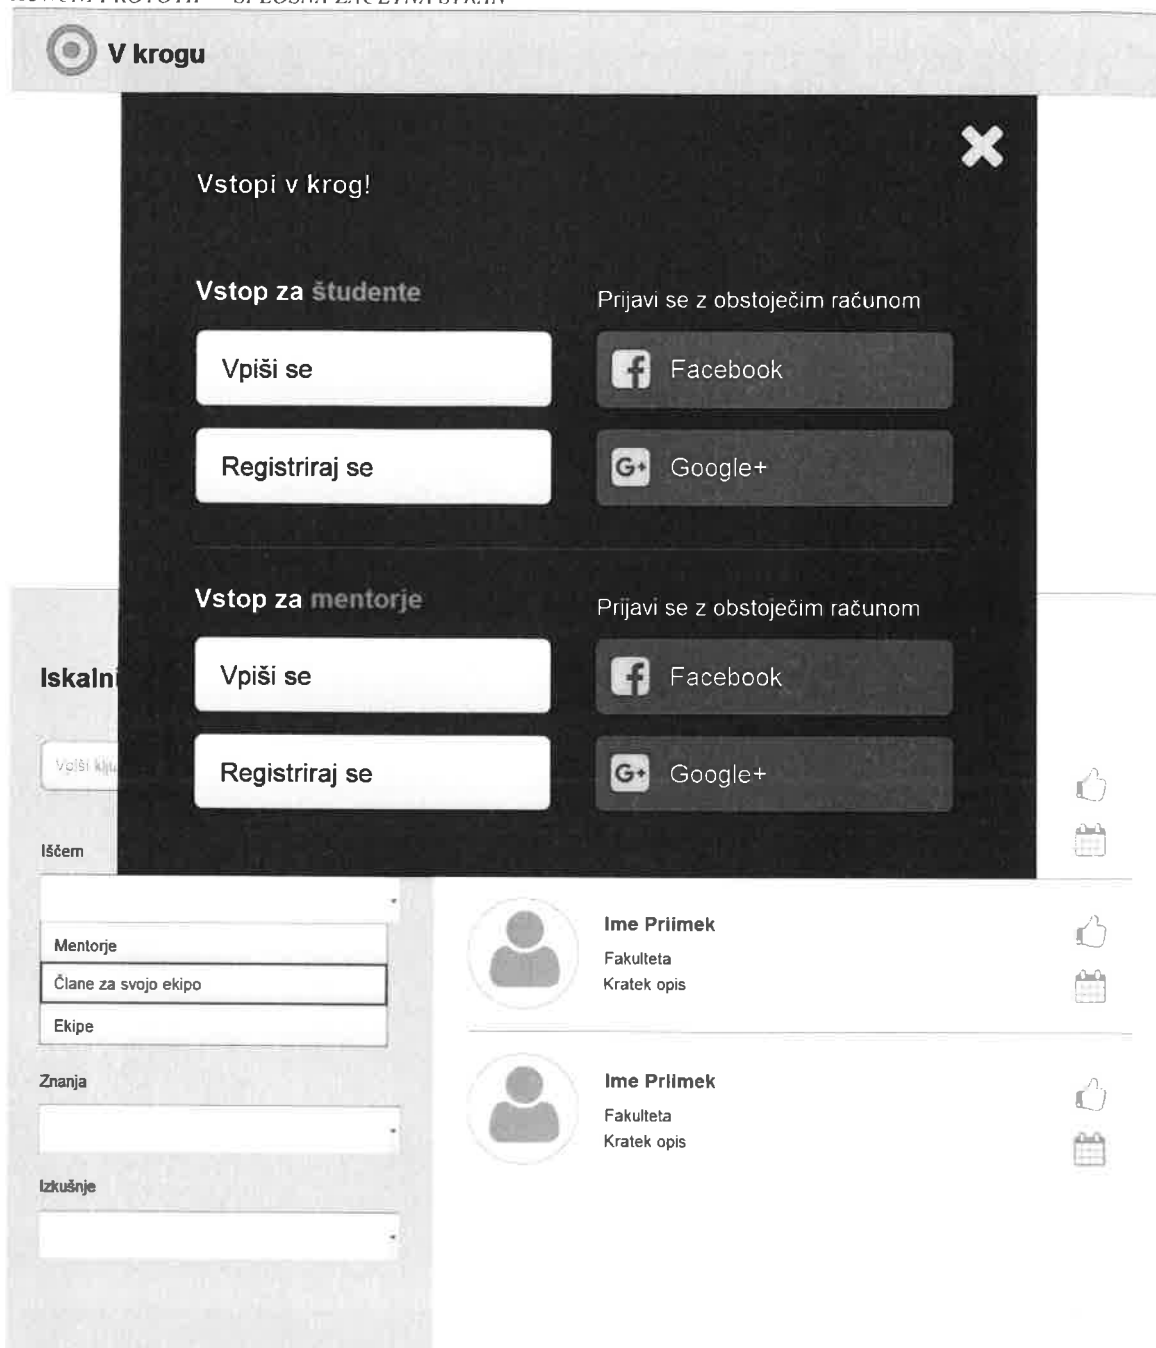 V krogu
Vstopi v krog!
Vstop za študente
Prijavi se z obstoječim računom
Vpiši se
Facebook
Registriraj se
Google+
Vstop za mentorje
Prijavi se z obstoječim računom
Vpiši se
Facebook
Registriraj se
Google+
Iskalni
Vpiši klju
Iščem
Mentorje
Člane za svojo ekipo
Ekipe
Znanja
Izkušnje
Ime Priimek
Fakulteta
Kratek opis
Ime Priimek
Fakulteta
Kratek opis